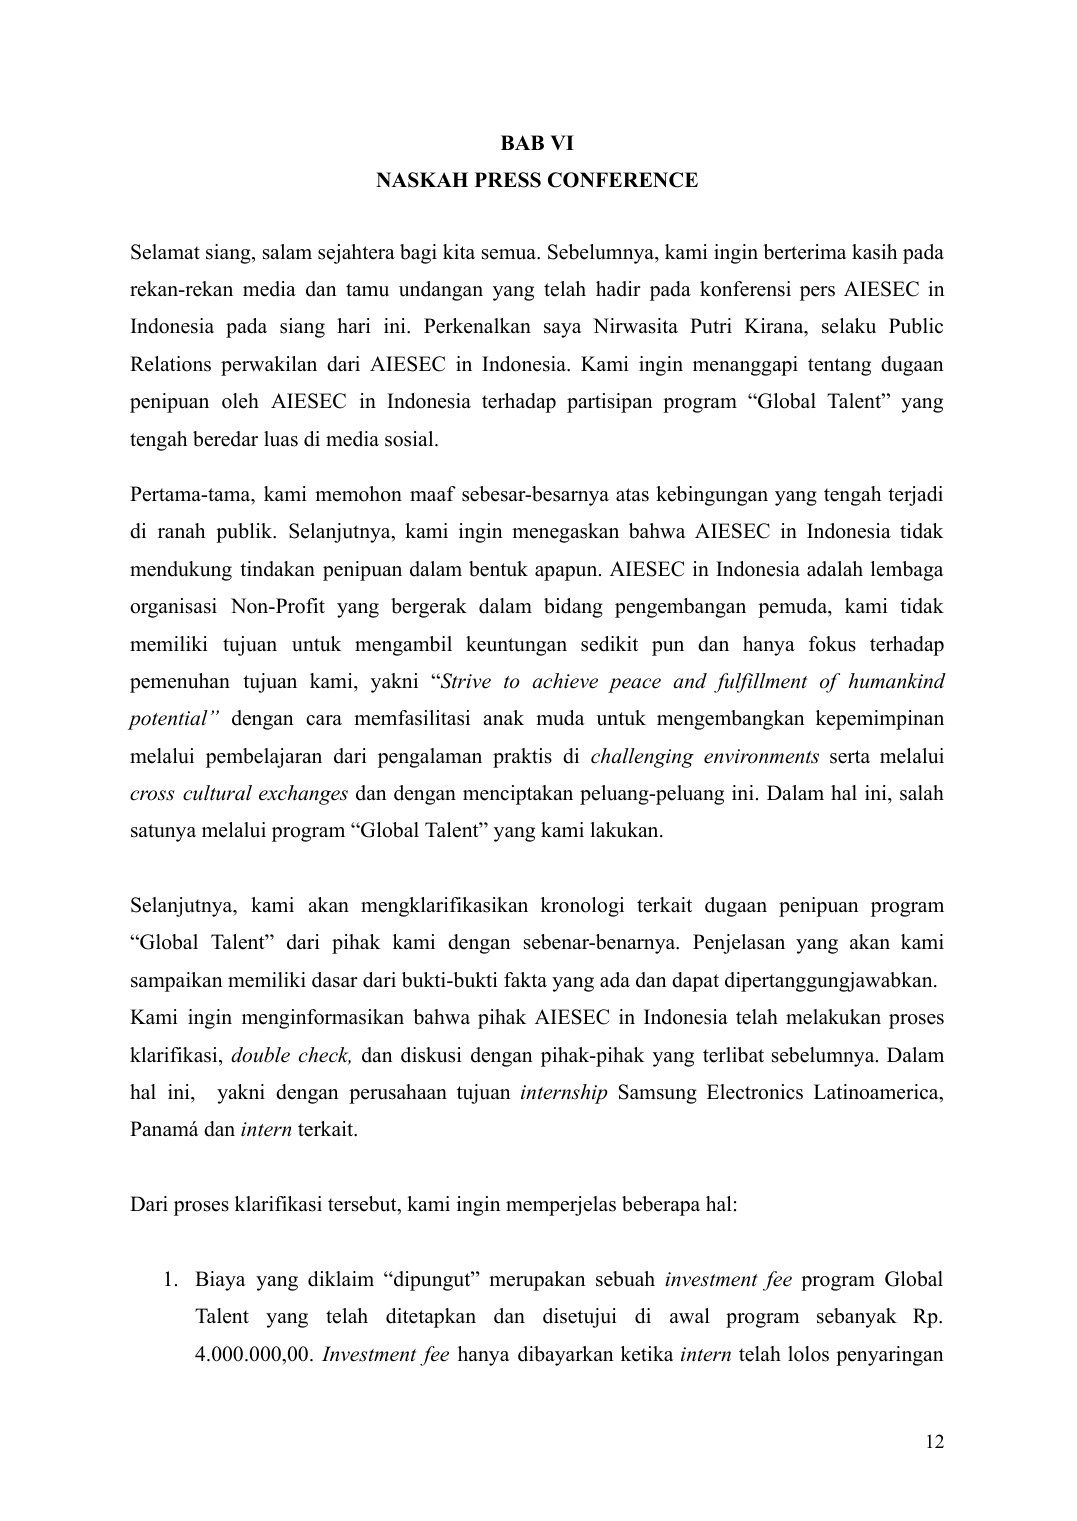 BAB VI
NASKAH PRESS CONFERENCE
Selamat siang, salam sejahtera bagi kita semua. Sebelumnya, kami ingin berterima kasih pada
rekan-rekan media dan tamu undangan yang telah hadir pada konferensi pers AIESEC in
Indonesia pada siang hari ini. Perkenalkan saya Nirwasita Putri Kirana, selaku Public
Relations perwakilan dari AIESEC in Indonesia. Kami ingin menanggapi tentang dugaan
penipuan oleh AIESEC in Indonesia terhadap partisipan program “Global Talent” yang
tengah beredar luas di media sosial.
Pertama-tama, kami memohon maaf sebesar-besarnya atas kebingungan yang tengah terjadi
di ranah publik. Selanjutnya, kami ingin menegaskan bahwa AIESEC in Indonesia tidak
mendukung tindakan penipuan dalam bentuk apapun. AIESEC in Indonesia adalah lembaga
organisasi Non-Profit yang bergerak dalam bidang pengembangan pemuda, kami tidak
memiliki tujuan untuk mengambil keuntungan sedikit pun dan hanya fokus terhadap
pemenuhan tujuan kami, yakni “Strive to achieve peace and fulfillment of humankind
potential” dengan cara memfasilitasi anak muda untuk mengembangkan kepemimpinan
melalui pembelajaran dari pengalaman praktis di challenging environments serta melalui
cross cultural exchanges dan dengan menciptakan peluang-peluang ini. Dalam hal ini, salah
satunya melalui program “Global Talent” yang kami lakukan.
Selanjutnya, kami akan mengklarifikasikan kronologi terkait dugaan penipuan program
“Global Talent” dari pihak kami dengan sebenar-benarnya. Penjelasan yang akan kami
sampaikan memiliki dasar dari bukti-bukti fakta yang ada dan dapat dipertanggungjawabkan.
Kami ingin menginformasikan bahwa pihak AIESEC in Indonesia telah melakukan proses
klarifikasi, double check, dan diskusi dengan pihak-pihak yang terlibat sebelumnya. Dalam
hal ini, yakni dengan perusahaan tujuan internship Samsung Electronics Latinoamerica,
Panamá dan intern terkait.
Dari proses klarifikasi tersebut, kami ingin memperjelas beberapa hal:
1. Biaya yang diklaim “dipungut” merupakan sebuah investment fee program Global
Talent yang telah ditetapkan dan disetujui di awal program sebanyak Rp.
4.000.000,00. Investment fee hanya dibayarkan ketika intern telah lolos penyaringan
12